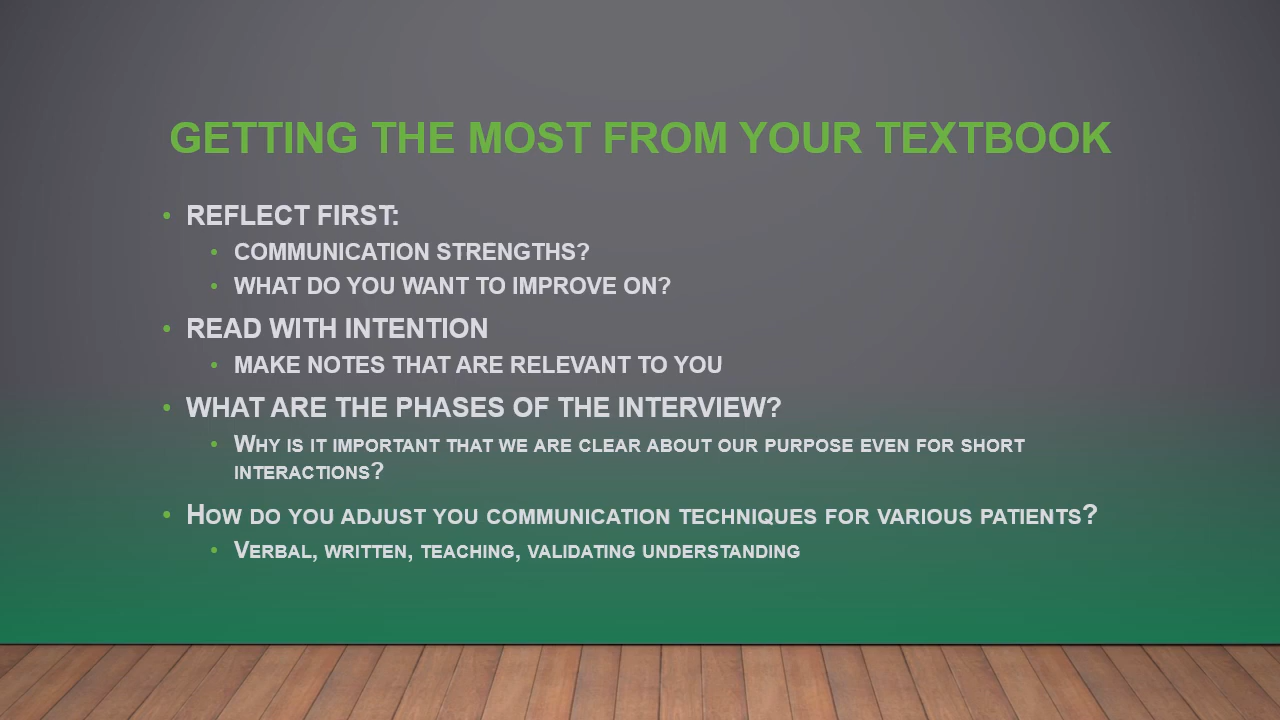 GETTING THE MOST FROM YOUR TEXTBOOK
• REFLECT FIRST:
• COMMUNICATION STRENGTHS?
• WHAT DO YOU WANT TO IMPROVE ON?
• READ WITH INTENTION
• MAKE NOTES THAT ARE RELEVANT TO YOU
• WHAT ARE THE PHASES OF THE INTERVIEW?
• WHY IS IT IMPORTANT THAT WE ARE CLEAR ABOUT OUR PURPOSE EVEN FOR SHORT
INTERACTIONS?
• HOW DO YOU ADJUST YOU COMMUNICATION TECHNIQUES FOR VARIOUS PATIENTS?
• VERBAL, WRITTEN, TEACHING, VALIDATING UNDERSTANDING